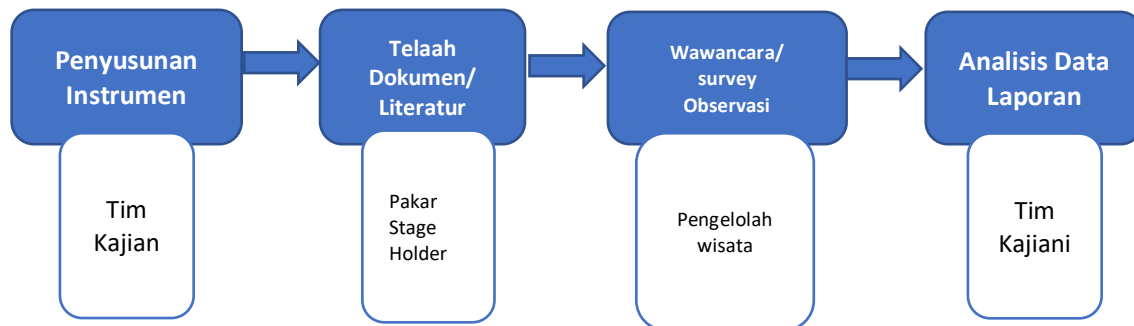 Penyusunan
Instrumen
Telaah
Dokumen/
Literatur
Wawancara/
survey
Observasi
Analisis Data
Laporan
Tim
Kajian
Pakar
Stage
Holder
Pengelolah
wisata
Tim
Kajiani